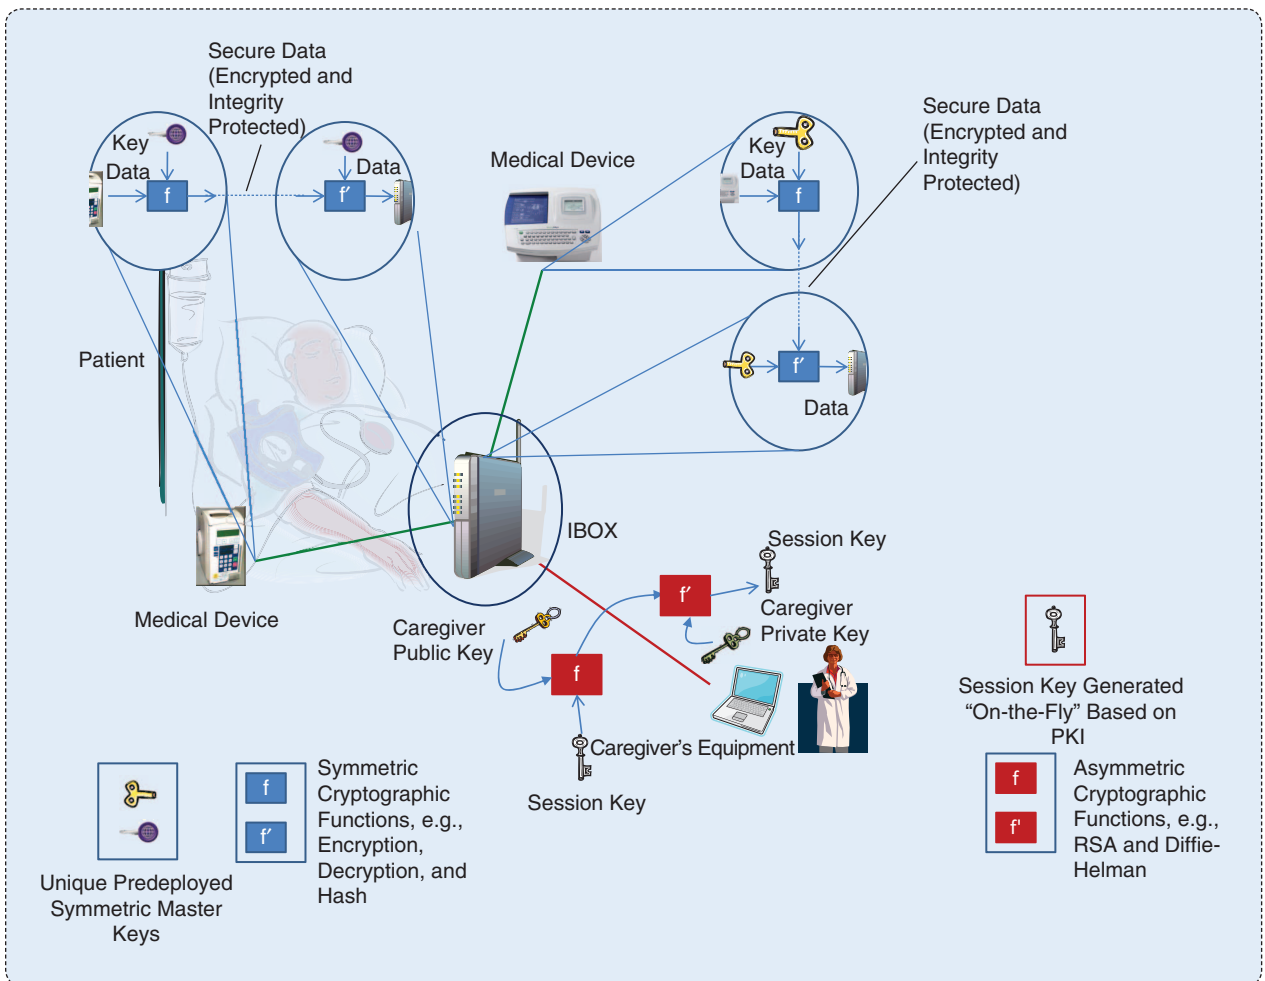 Secure Data
(Encrypted and
Integrity
Protected)
Key
Data
f
f′
Data
Medical Device
Key
Data
f
Secure Data
(Encrypted and
Integrity
Protected)
f′
Data
Patient
IBOX
Medical Device
Caregiver
Public Key
f
f′
Session Key
Caregiver
Private Key
Caregiver's Equipment
Session Key
Session Key Generated
“On-the-Fly” Based on
PKI
Unique Predeployed
Symmetric Master
Keys
f
f′
Symmetric
Cryptographic
Functions, e.g.,
Encryption,
Decryption, and
Hash
f
f'
Asymmetric
Cryptographic
Functions, e.g.,
RSA and Diffie-
Helman